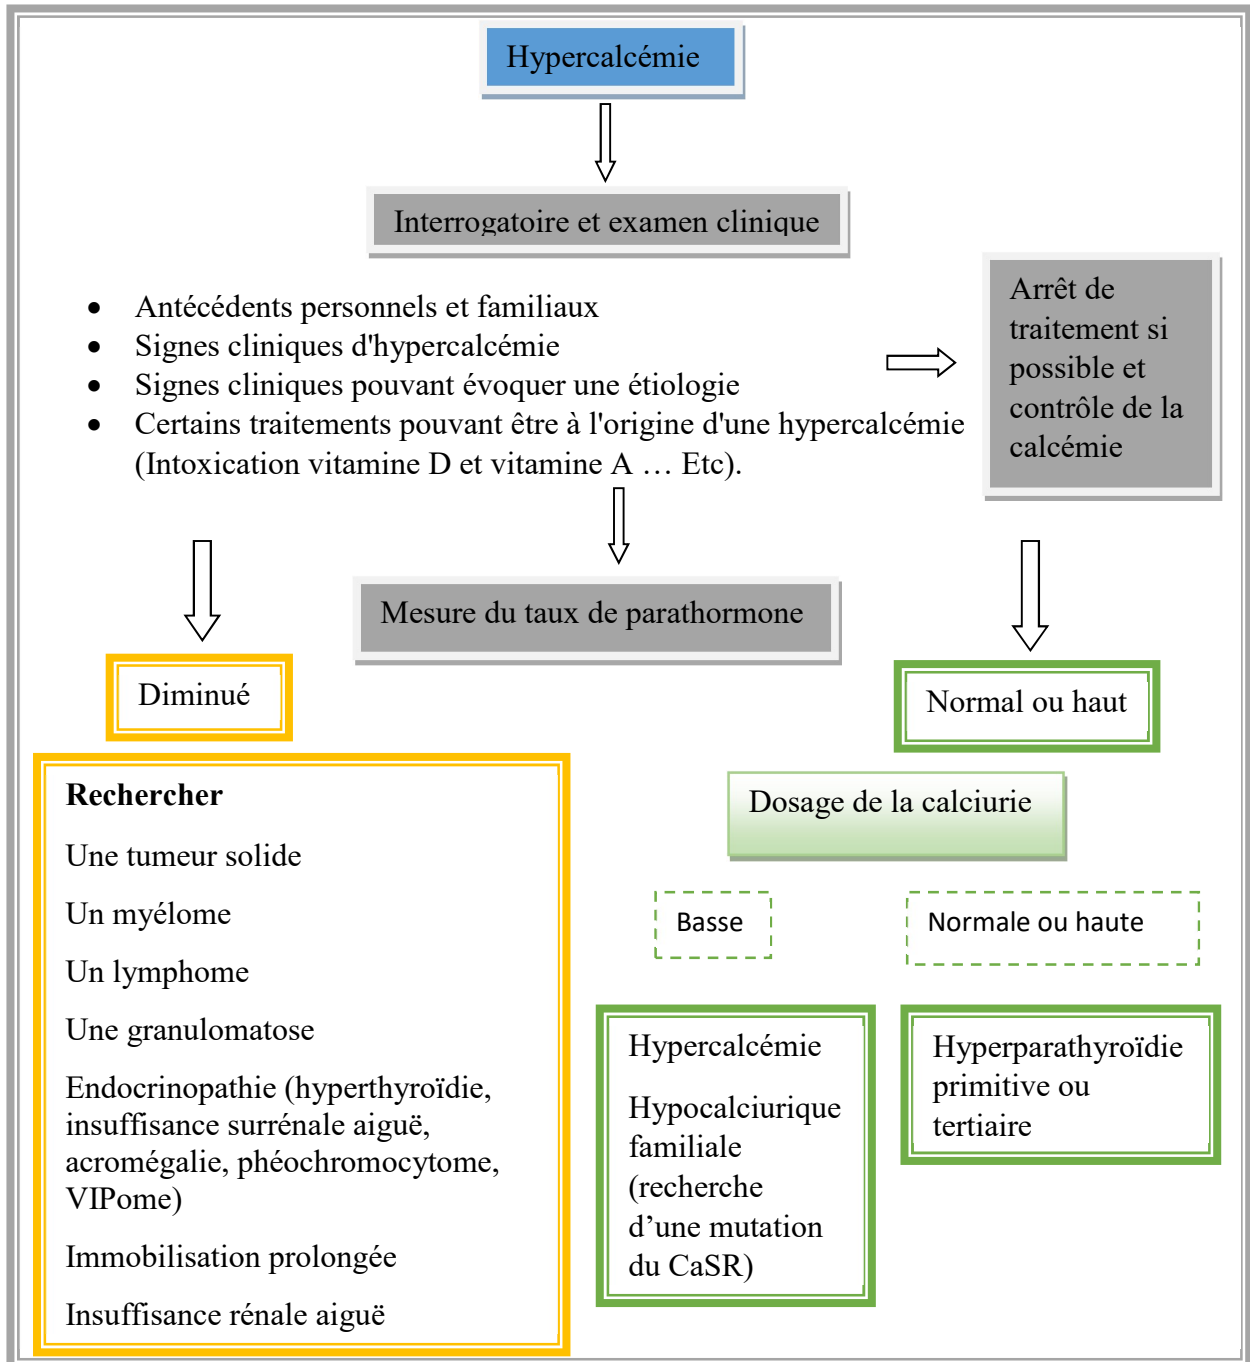 Hypercalcémie
Interrogatoire et examen clinique
• Antécédents personnels et familiaux
• Signes cliniques d'hypercalcémie
• Signes cliniques pouvant évoquer une étiologie
• Certains traitements pouvant être à l'origine d'une hypercalcémie
(Intoxication vitamine D et vitamine A … Etc).
Arrêt de
traitement si
possible et
contrôle de la
calcémie
Mesure du taux de parathormone
Diminué
Normal ou haut
Rechercher
Une tumeur solide
Un myélome
Un lymphome
Une granulomatose
Endocrinopathie (hyperthyroïdie,
insuffisance surrénale aiguë,
acromégalie, phéochromocytome,
VIPome)
Immobilisation prolongée
Insuffisance rénale aiguë
Dosage de la calciurie
Basse
Normale ou haute
Hypercalcémie
Hypocalciurique
familiale
(recherche
d’une mutation
du CaSR)
Hyperparathyroïdie
primitive ou
tertiaire